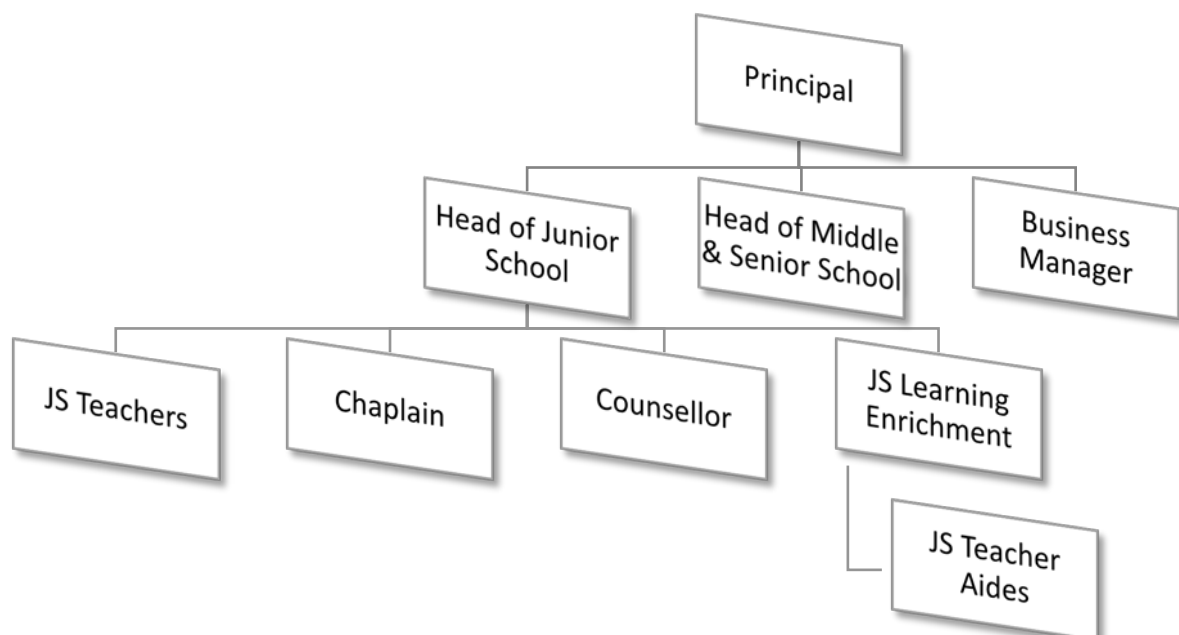 Principal
Head of Junior
School
Head of Middle
& Senior School
Business
Manager
JS Teachers
Chaplain
Counsellor
JS Learning
Enrichment
JS Teacher
Aides